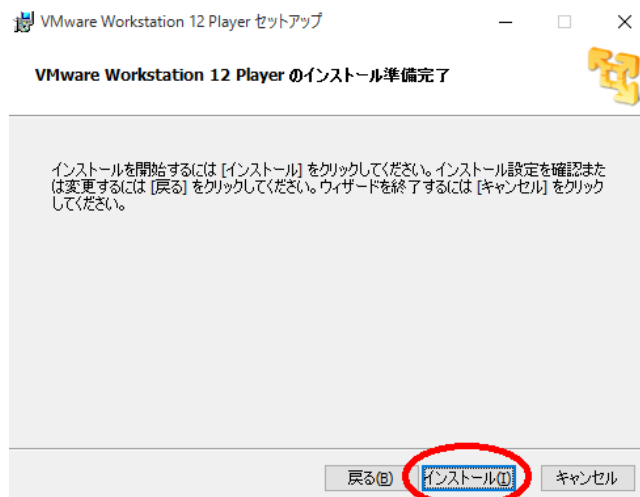 VMware Workstation 12 Player セットアップ
VMware Workstation 12 Player のインストール準備完了
インストールを開始するには [インストール] をクリックしてください。インストール設定を確認また
は変更するには [戻る] をクリックしてください。ウィザードを終了するには [キャンセル] をクリック
してください。
戻る(B) インストール(I) キャンセル